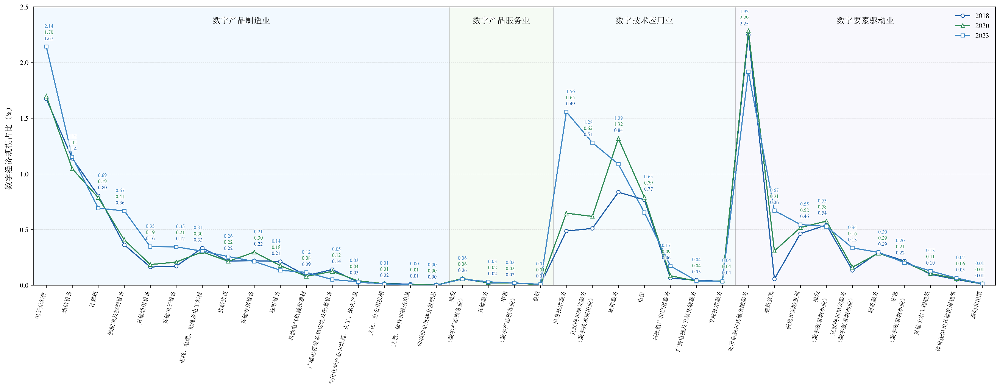 数字产品制造业
数字产品服务业
数字技术应用业
数字要素驱动业
2018
2020
2023
数字经济规模占比（%）
2.5
2.0
1.5
1.0
0.5
0.0
2.14
1.70
1.67
1.15
1.05
1.14
0.69
0.79
0.80
0.67
0.41
0.36
0.35
0.19
0.16
0.35
0.21
0.17
0.31
0.30
0.33
0.26
0.22
0.22
0.21
0.30
0.22
0.14
0.18
0.21
0.12
0.08
0.09
0.05
0.12
0.14
0.03
0.04
0.03
0.01
0.01
0.02
0.00
0.01
0.01
0.00
0.00
0.00
0.06
0.06
0.06
0.03
0.02
0.02
0.02
0.02
0.02
0.01
0.01
0.01
1.56
0.65
0.49
1.28
0.62
0.51
1.09
1.32
0.84
0.65
0.79
0.77
0.17
0.09
0.06
0.04
0.04
0.05
0.04
0.04
0.04
1.92
2.29
2.25
0.67
0.31
0.06
0.55
0.52
0.46
0.53
0.58
0.54
0.34
0.16
0.13
0.30
0.29
0.29
0.20
0.21
0.22
0.13
0.11
0.10
0.07
0.06
0.05
0.01
0.01
0.01
电子元器件
通信设备
计算机
输配电及控制设备
其他通用设备
其他电子设备
电线、电缆、光缆及电工器材
仪器仪表
其他专用设备
视听设备
其他电气机械和器材
广播电视设备和雷达及配套设备
专用化学产品和炸药、火工、焰火产品
文化、办公用机械
文教、体育和娱乐用品
印刷和记录媒介复制品
批发
（数字产品服务业）
其他服务
零售
（数字产品服务业）
租赁
信息技术服务
互联网和相关服务
（数字技术应用业）
软件服务
电信
科技推广和应用服务
广播电视及卫星传输服务
专业技术服务
货币金融和其他金融服务
建筑安装
研究和试验发展
批发
（数字要素驱动业）
互联网和相关服务
（数字要素驱动业）
商务服务
零售
（数字要素驱动业）
其他土木工程建筑
体育场馆和其他房屋建筑
新闻和出版